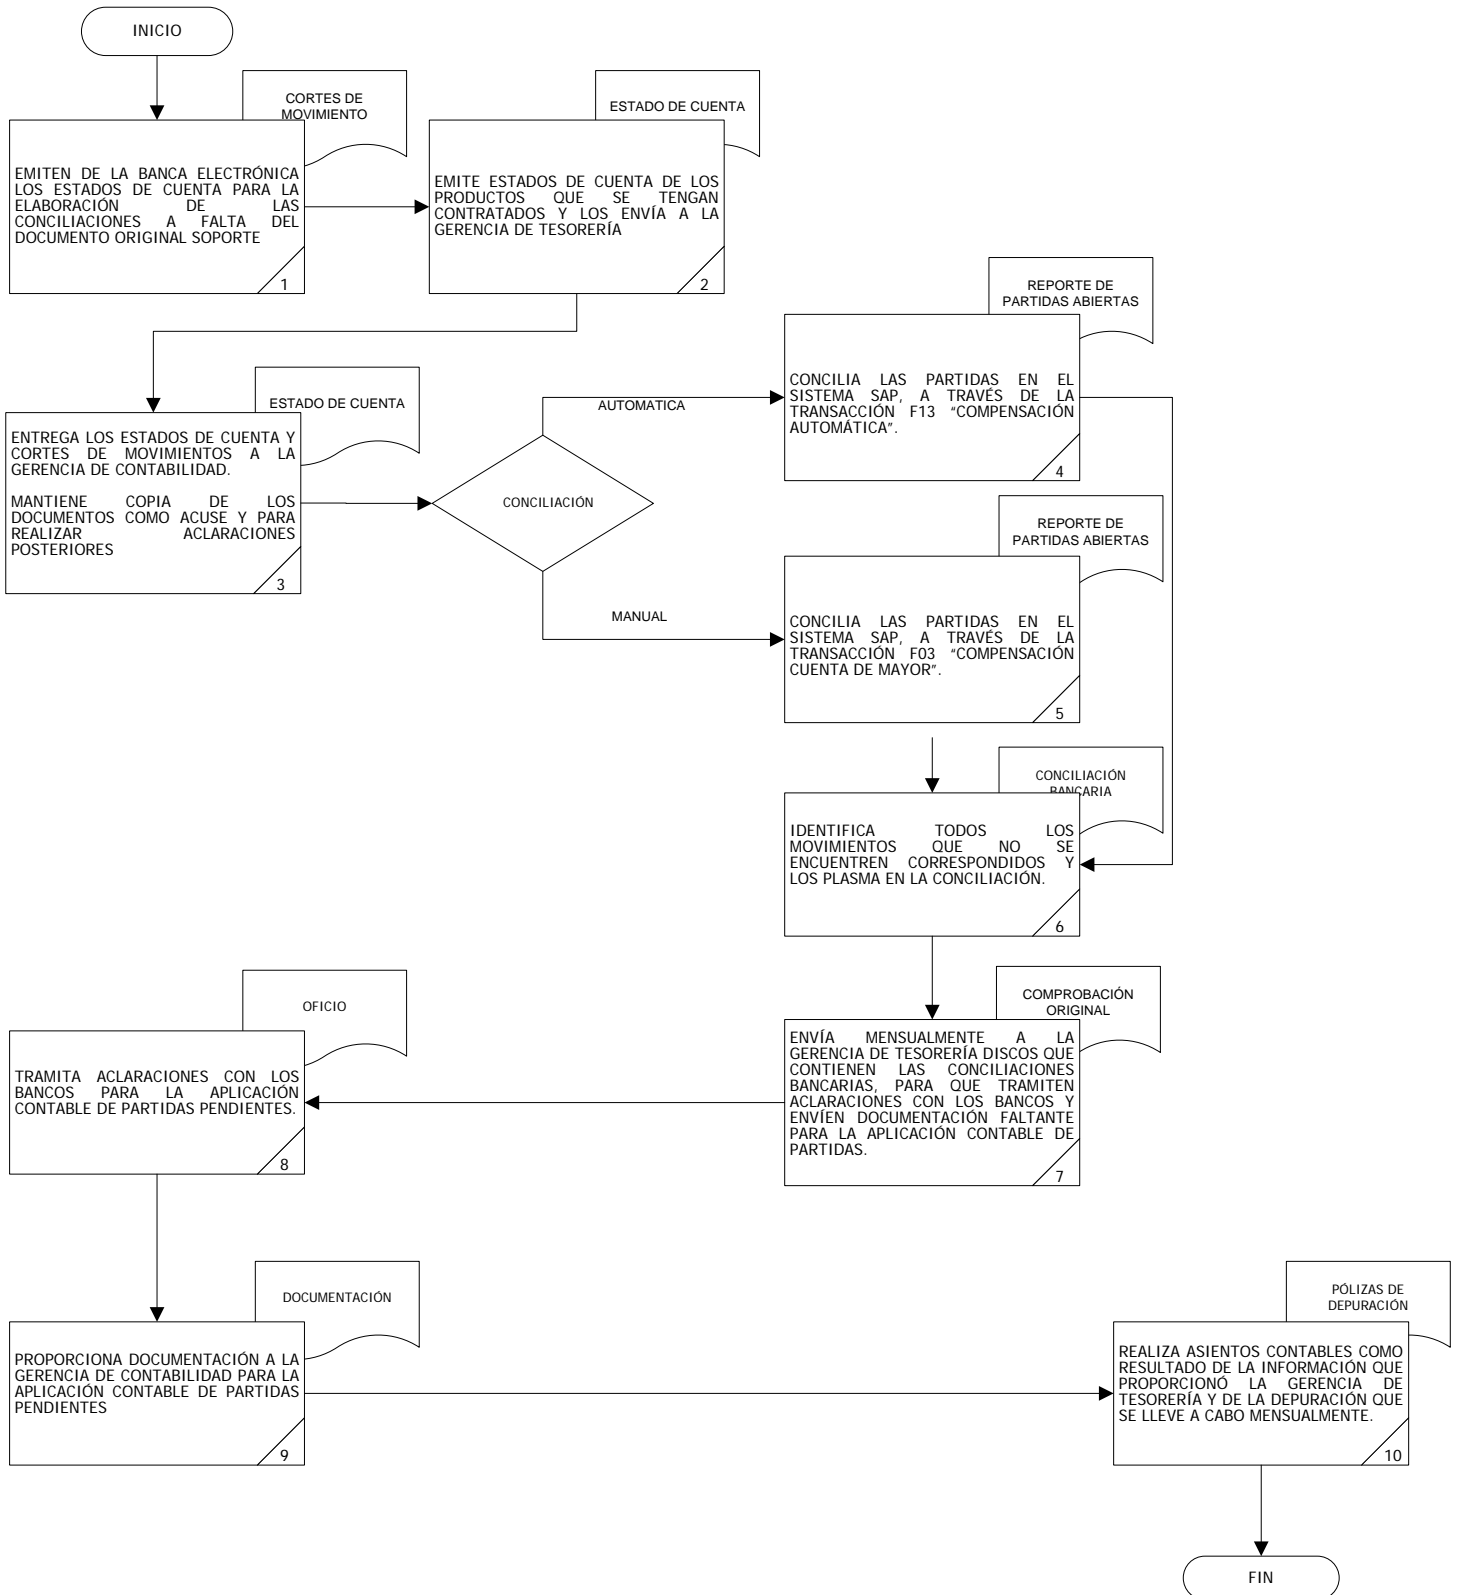 INICIO
CORTES DE
MOVIMIENTO
EMITEN DE LA BANCA ELECTRÓNICA
LOS ESTADOS DE CUENTA PARA LA
ELABORACIÓN DE LAS
CONCILIACIONES A FALTA DEL
DOCUMENTO ORIGINAL SOPORTE
1
ESTADO DE CUENTA
EMITE ESTADOS DE CUENTA DE LOS
PRODUCTOS QUE SE TENGAN
CONTRATADOS Y LOS ENVÍA A LA
GERENCIA DE TESORERÍA
2
ESTADO DE CUENTA
ENTREGA LOS ESTADOS DE CUENTA Y
CORTES DE MOVIMIENTOS A LA
GERENCIA DE CONTABILIDAD.
MANTIENE COPIA DE LOS
DOCUMENTOS COMO ACUSE Y PARA
REALIZAR ACLARACIONES
POSTERIORES
3
CONCILIACIÓN
AUTOMATICA
MANUAL
REPORTE DE
PARTIDAS ABIERTAS
CONCILIA LAS PARTIDAS EN EL
SISTEMA SAP, A TRAVÉS DE LA
TRANSACCIÓN F13 “COMPENSACIÓN
AUTOMÁTICA”.
4
REPORTE DE
PARTIDAS ABIERTAS
CONCILIA LAS PARTIDAS EN EL
SISTEMA SAP, A TRAVÉS DE LA
TRANSACCIÓN F03 “COMPENSACIÓN
CUENTA DE MAYOR”.
5
CONCILIACIÓN
BANCARIA
IDENTIFICA TODOS LOS
MOVIMIENTOS QUE NO SE
ENCUENTREN CORRESPONDIDOS Y
LOS PLASMA EN LA CONCILIACIÓN.
6
COMPROBACIÓN
ORIGINAL
ENVÍA MENSUALMENTE A LA
GERENCIA DE TESORERÍA DISCOS QUE
CONTIENEN LAS CONCILIACIONES
BANCARIAS, PARA QUE TRAMITEN
ACLARACIONES CON LOS BANCOS Y
ENVÍEN DOCUMENTACIÓN FALTANTE
PARA LA APLICACIÓN CONTABLE DE
PARTIDAS.
7
OFICIO
TRAMITA ACLARACIONES CON LOS
BANCOS PARA LA APLICACIÓN
CONTABLE DE PARTIDAS PENDIENTES.
8
DOCUMENTACIÓN
PROPORCIONA DOCUMENTACIÓN A LA
GERENCIA DE CONTABILIDAD PARA LA
APLICACIÓN CONTABLE DE PARTIDAS
PENDIENTES
9
PÓLIZAS DE
DEPURACIÓN
REALIZA ASIENTOS CONTABLES COMO
RESULTADO DE LA INFORMACIÓN QUE
PROPORCIONÓ LA GERENCIA DE
TESORERÍA Y DE LA DEPURACIÓN QUE
SE LLEVE A CABO MENSUALMENTE.
10
FIN